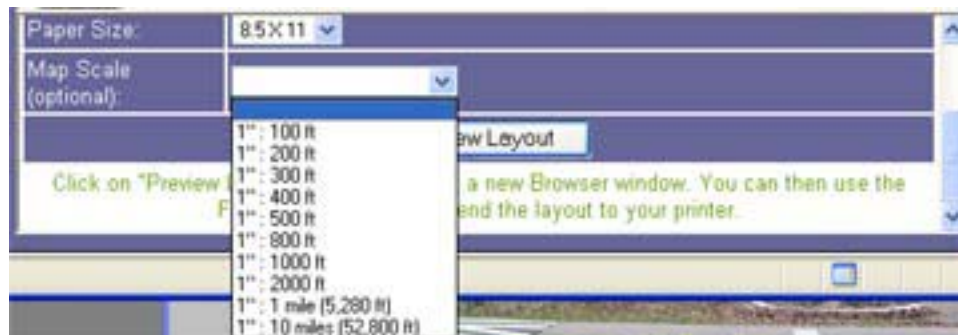 Paper Size: 8.5X11
Map Scale
(optional):
1" : 100 ft
1" : 200 ft
1" : 300 ft
1" : 400 ft
1" : 500 ft
1" : 800 ft
1" : 1000 ft
1" : 2000 ft
1" : 1 mile (5,280 ft)
1" : 10 miles (52,800 ft)
Layout
Click on "Preview a new Browser window. You can then use the
the layout to your printer.